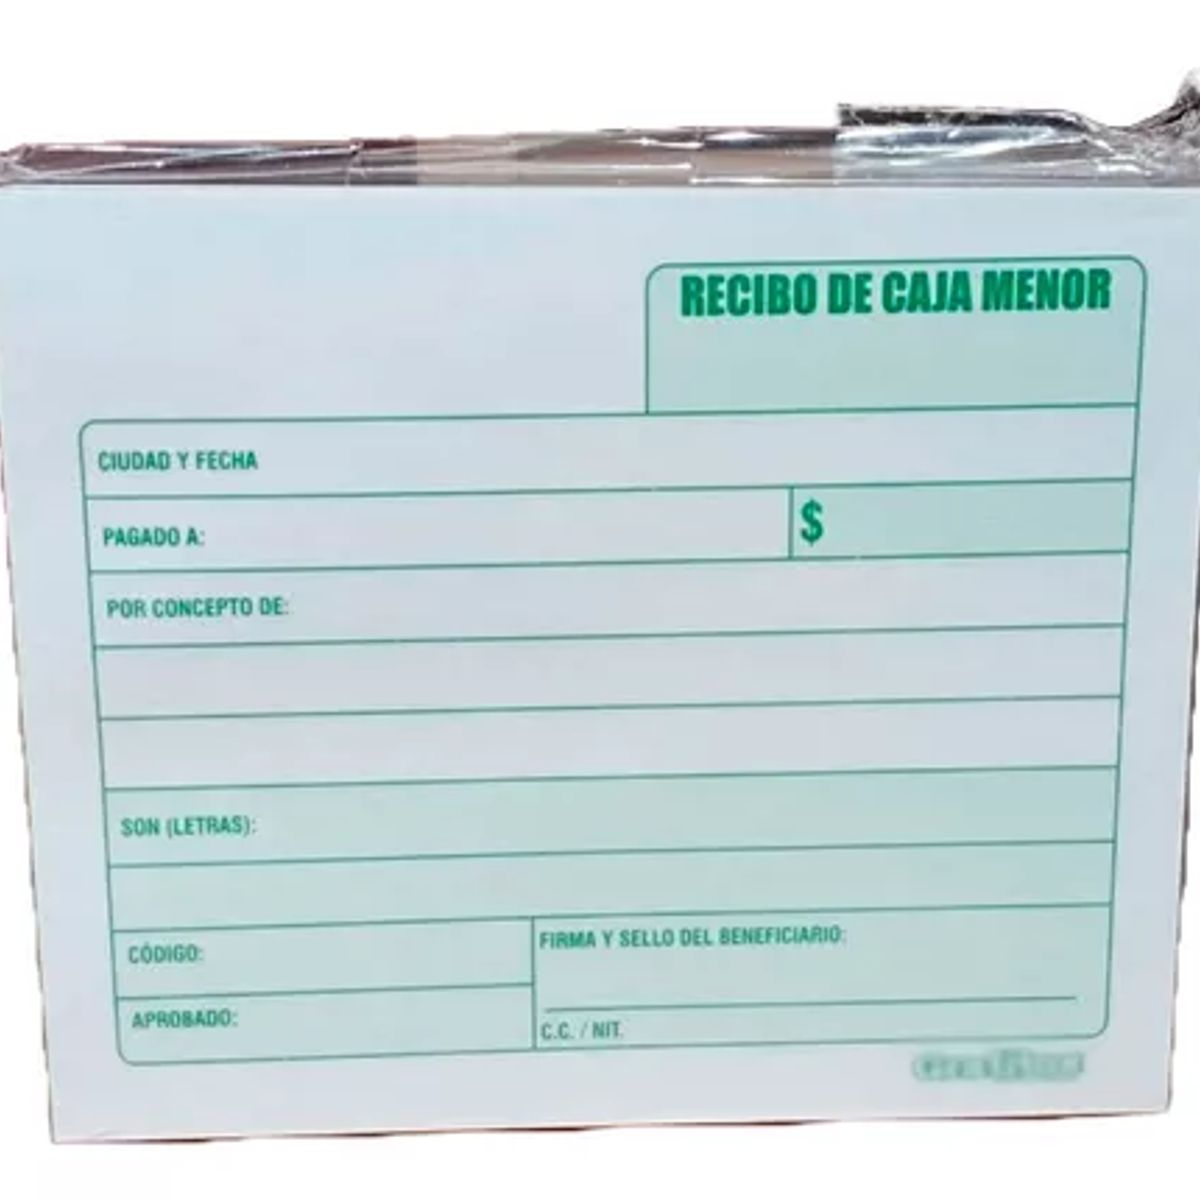 RECIBO DE CAJA MENOR
CIUDAD Y FECHA
PAGADO A:
$
POR CONCEPTO DE:
SON (LETRAS):
CÓDIGO:
FIRMA Y SELLO DEL BENEFICIARIO:
APROBADO:
C.C. / NIT.